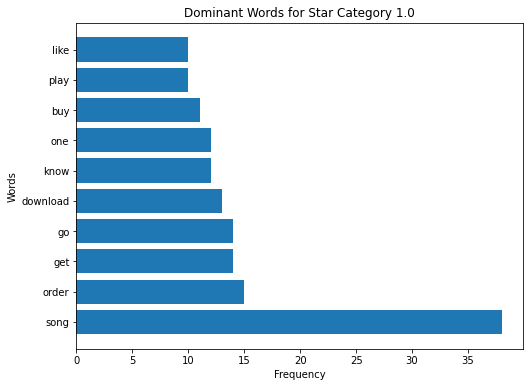 Dominant Words for Star Category 1.0
like
play
buy
one
know
download
go
get
order
song
Words
0 5 10 15 20 25 30 35
Frequency